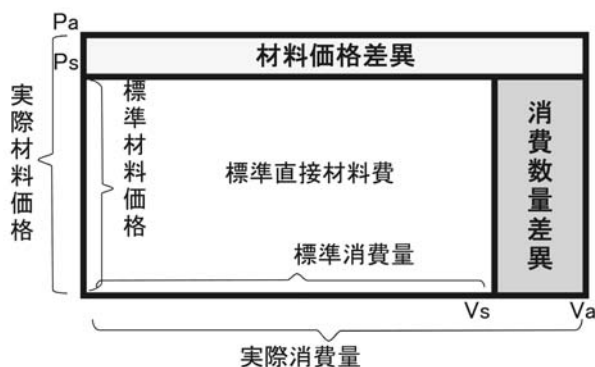 Pa
材料価格差異
Ps
実際材料価格
標準材料価格
標準直接材料費
消費数量差異
標準消費量
Vs
Va
実際消費量